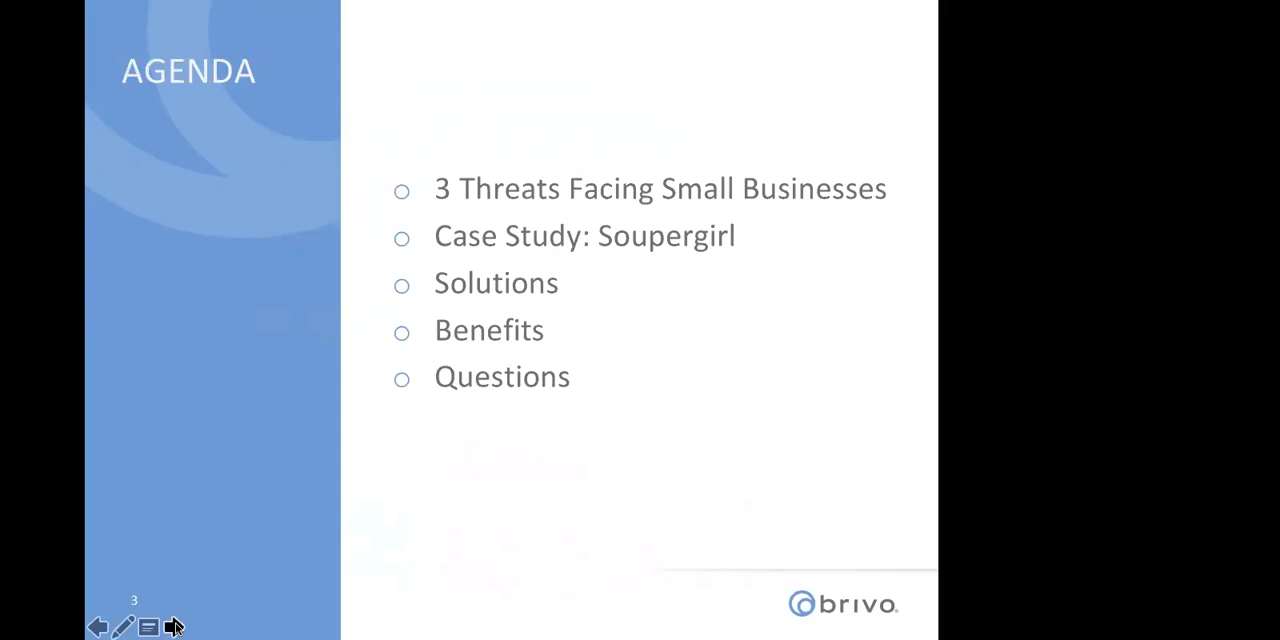 AGENDA
3 Threats Facing Small Businesses
Case Study: Soupergirl
Solutions
Benefits
Questions
3
brivo